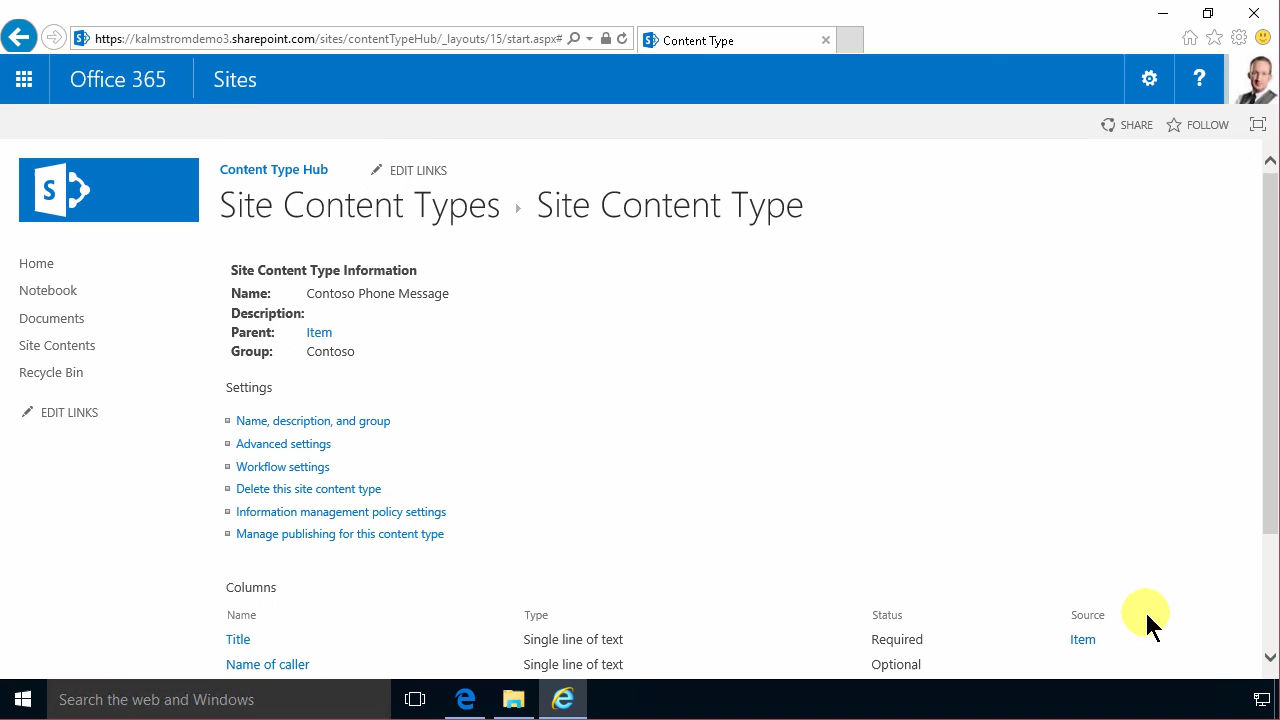 https://kalmstromdemo3.sharepoint.com/sites/contentTypeHub/_layouts/15/start.aspx#
Content Type
Office 365
Sites
?
SHARE
FOLLOW
S
Content Type Hub
EDIT LINKS
Site Content Types ▸ Site Content Type
Home
Notebook
Documents
Site Contents
Recycle Bin
EDIT LINKS
Site Content Type Information
Name: Contoso Phone Message
Description:
Parent: Item
Group: Contoso
Settings
Name, description, and group
Advanced settings
Workflow settings
Delete this site content type
Information management policy settings
Manage publishing for this content type
Columns
Name Type Status Source
Title Single line of text Required Item
Name of caller Single line of text Optional
Search the web and Windows